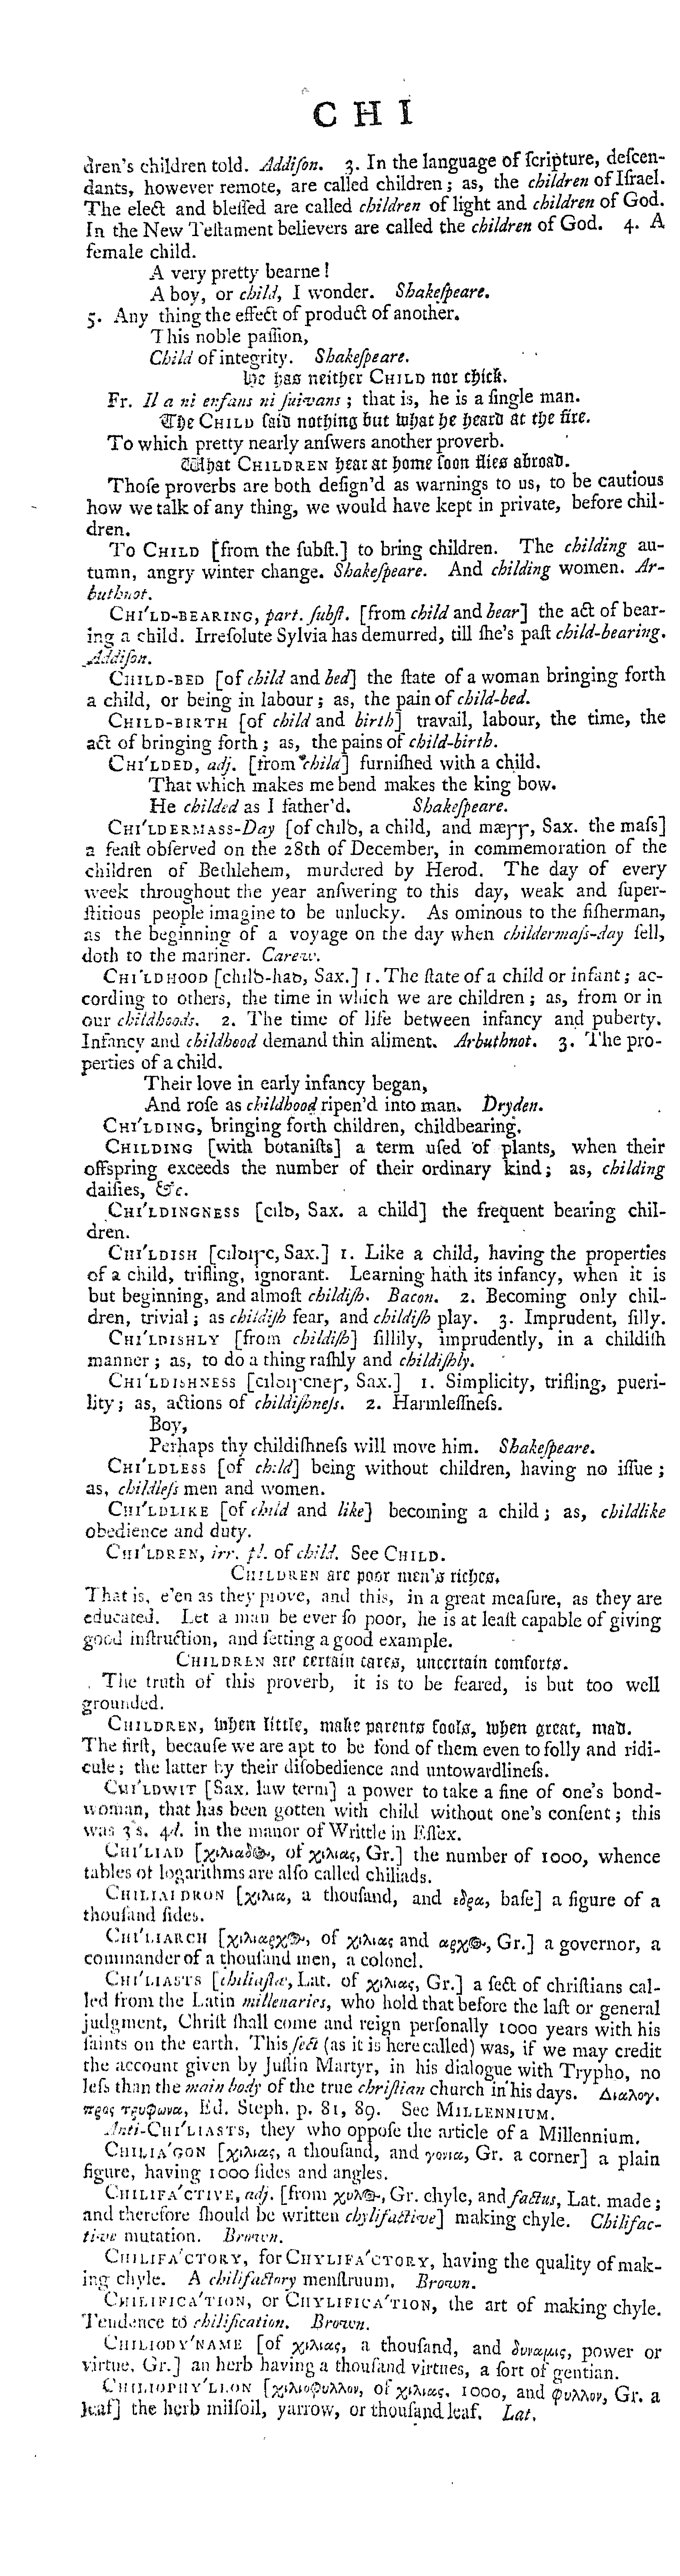 CHI
dren's children told. Addiſon. 3. In the language of ſcripture, deſcen-
dants, however remote, are called children; as, the children of Iſrael.
The elect and bleſſed are called children of light and children of God.
In the New Teſtament believers are called the children of God. 4. A
female child.
A very pretty bearne!
A boy, or child, I wonder. Shakeſpeare.
5. Any thing the effect of product of another.
This noble paſſion,
Child of integrity. Shakeſpeare.
He has neither CHILD nor chick.
Fr. Il a ni enfans ni ſuivans; that is, he is a ſingle man.
The CHILD ſaid nothing but what he heard at the fire.
To which pretty nearly anſwers another proverb.
What CHILDREN hear at home ſoon flies abroad.
Thoſe proverbs are both deſign'd as warnings to us, to be cautious
how we talk of any thing, we would have kept in private, before chil-
dren.
To CHILD [from the ſubſt.] to bring children. The childing au-
tumn, angry winter change. Shakeſpeare. And childing women. Ar-
buthnot.
CHI'LD-BEARING, part. ſubſt. [from child and bear] the act of bear-
ing a child. Irreſolute Sylvia has demurred, till ſhe's paſt child-bearing.
Addiſon.
CHILD-BED [of child and bed] the ſtate of a woman bringing forth
a child, or being in labour; as, the pain of child-bed.
CHILD-BIRTH [of child and birth] travail, labour, the time, the
act of bringing forth; as, the pains of child-birth.
CHI'LDED, adj. [from child] furniſhed with a child.
That which makes me bend makes the king bow.
He childed as I father'd. Shakeſpeare.
CHI'LDERMASS-Day [of chilꝺ, a child, and mæꞅꞅ, Sax. the maſs]
a feaſt obſerved on the 28th of December, in commemoration of the
children of Bethlehem, murdered by Herod. The day of every
week throughout the year anſwering to this day, weak and ſuper-
ſtitious people imagine to be unlucky. As ominous to the fiſherman,
as the beginning of a voyage on the day when childermaſs-day fell,
doth to the mariner. Carew.
CHI'LDHOOD [chilꝺ-haꝺ, Sax.] 1. The ſtate of a child or infant; ac-
cording to others, the time in which we are children; as, from or in
our childhoods. 2. The time of life between infancy and puberty.
Infancy and childhood demand thin aliment. Arbuthnot. 3. The pro-
perties of a child.
Their love in early infancy began,
And roſe as childhood ripen'd into man. Dryden.
CHI'LDING, bringing forth children, childbearing.
CHILDING [with botaniſts] a term uſed of plants, when their
offspring exceeds the number of their ordinary kind; as, childing
daiſies, &c.
CHI'LDINGNESS [cilꝺ, Sax. a child] the frequent bearing chil-
dren.
CHI'LDISH [cilꝺiꞅc, Sax.] 1. Like a child, having the properties
of a child, trifling, ignorant. Learning hath its infancy, when it is
but beginning, and almoſt childiſh. Bacon. 2. Becoming only chil-
dren, trivial; as childiſh fear, and childiſh play. 3. Imprudent, ſilly.
CHI'LDISHLY [from childiſh] ſillily, imprudently, in a childiſh
manner; as, to do a thing raſhly and childiſhly.
CHI'LDISHNESS [cilꝺiꞅcneꞅ, Sax.] 1. Simplicity, trifling, pueri-
lity; as, actions of childiſhneſs. 2. Harmleſſneſs.
Boy,
Perhaps thy childiſhneſs will move him. Shakeſpeare.
CHI'LDLESS [of child] being without children, having no iſſue;
as, childleſs men and women.
CHI'LDLIKE [of child and like] becoming a child; as, childlike
obedience and duty.
CHI'LDREN, irr. pl. of child. See CHILD.
CHILDREN are poor men's riches.
That is, e'en as they prove, and this, in a great meaſure, as they are
educated. Let a man be ever ſo poor, he is at leaſt capable of giving
good inſtruction, and ſetting a good example.
CHILDREN are certain cares, uncertain comforts.
The truth of this proverb, it is to be feared, is but too well
grounded.
CHILDREN, when little, make parents fools, when great, mad.
The firſt, becauſe we are apt to be fond of them even to folly and ridi-
cule; the latter by their diſobedience and untowardlineſs.
CHI'LDWIT [Sax. law term] a power to take a fine of one's bond-
woman, that has been gotten with child without one's conſent; this
was 3 s. 4d. in the manor of Writtle in Eſſex.
CHI'LIAD [χιλιαδος, of χιλιας, Gr.] the number of 1000, whence
tables of logarithms are alſo called chiliads.
CHILIAEDRON [χιλια, a thouſand, and εδρα, baſe] a figure of a
thouſand ſides.
CHI'LIARCH [χιλιαρχος, of χιλιας and αρχος, Gr.] a governor, a
commander of a thouſand men, a colonel.
CHI'LIASTS [chiliaſtæ, Lat. of χιλιας, Gr.] a ſect of chriſtians cal-
led from the Latin millenaries, who hold that before the laſt or general
judgment, Chriſt ſhall come and reign perſonally 1000 years with his
ſaints on the earth. This ſect (as it is here called) was, if we may credit
the account given by Juſtin Martyr, in his dialogue with Trypho, no
leſs than the main body of the true chriſtian church in his days. Διαλογ.
προς τρυφωνα, Ed. Steph. p. 81, 89. See MILLENNIUM.
Anti-CHI'LIASTS, they who oppoſe the article of a Millennium.
CHILIA'GON [χιλιας, a thouſand, and γονια, Gr. a corner] a plain
figure, having 1000 ſides and angles.
CHILIFA'CTIVE, adj. [from χυλος, Gr. chyle, and factus, Lat. made;
and therefore ſhould be written chylifactive] making chyle. Chilifac-
tive mutation. Brown.
CHILIFA'CTORY, for CHYLIFA'CTORY, having the quality of mak-
ing chyle. A chilifactory menſtruum. Brown.
CHILIFICA'TION, or CHYLIFICA'TION, the art of making chyle.
Tendence to chilification. Brown.
CHILIODY'NAME [of χιλιας, a thouſand, and δυναμις, power or
virtue, Gr.] an herb having a thouſand virtues, a ſort of gentian.
CHILIOPHY'LLON [χιλιοφυλλον, of χιλιας, 1000, and φυλλον, Gr. a
leaf] the herb milfoil, yarrow, or thouſand leaf. Lat.